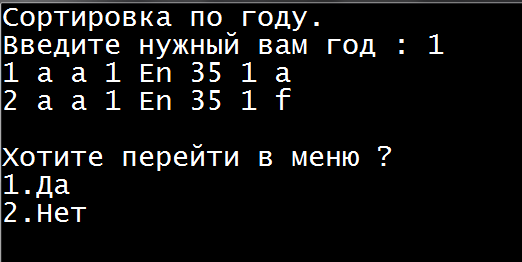 Сортировка по году.
Введите нужный вам год : 1
1 a a 1 En 35 1 a
2 a a 1 En 35 1 f
Хотите перейти в меню ?
1.Да
2.Нет